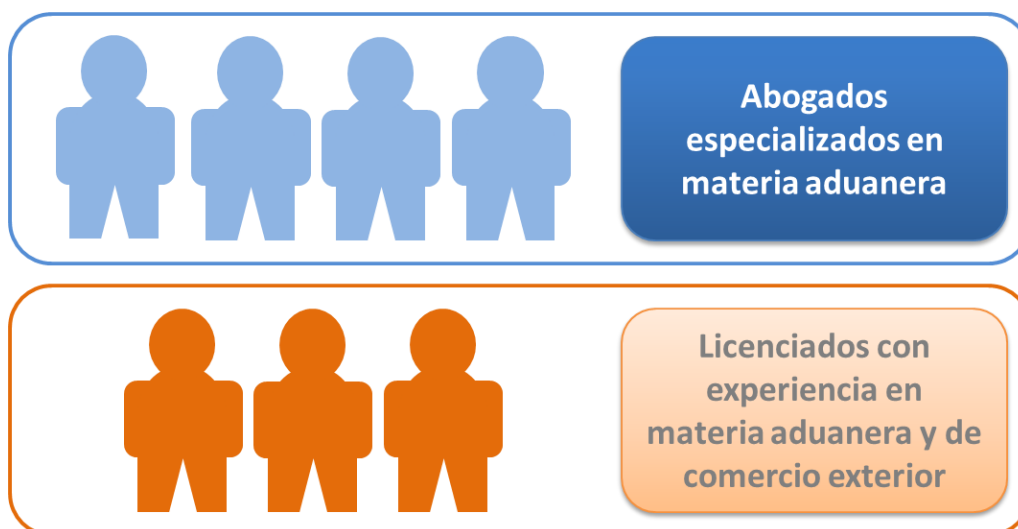 Abogados
especializados en
materia aduanera
Licenciados con
experiencia en
materia aduanera y de
comercio exterior